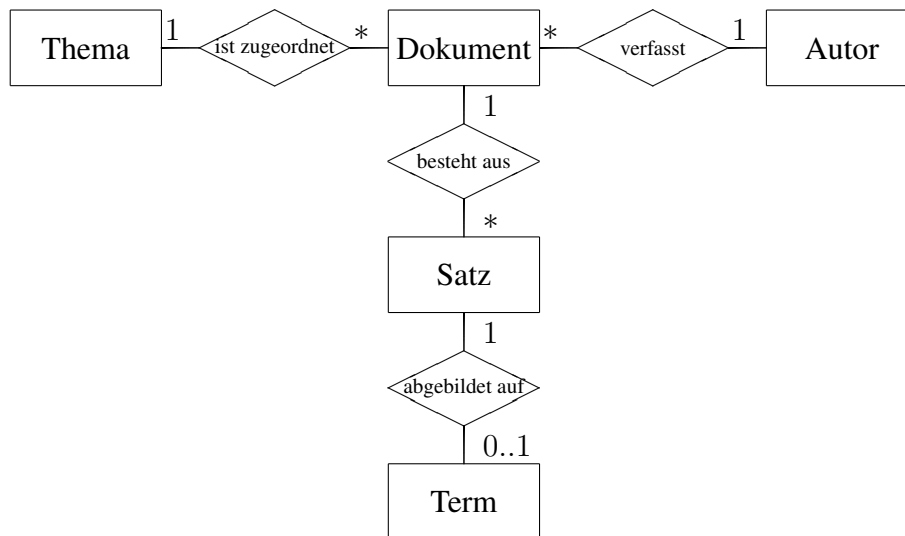 Thema 1 ist zugeordnet * Dokument * verfasst 1 Autor
1
besteht aus
*
Satz
1
abgebildet auf
0..1
Term